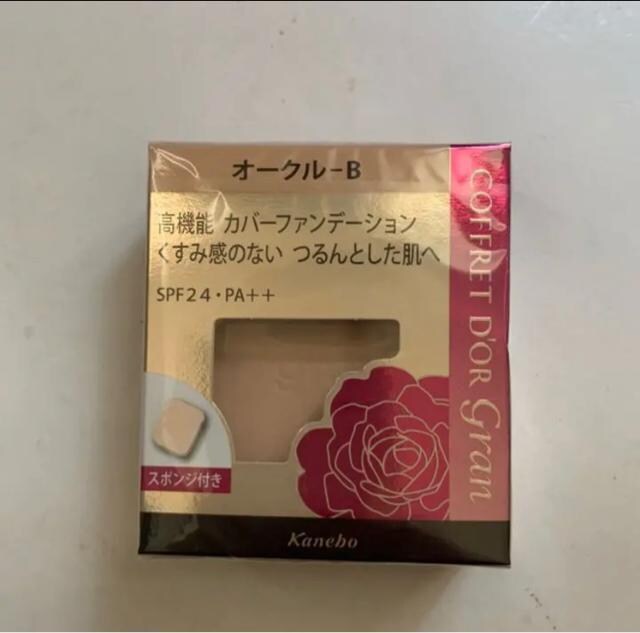 オークル-B
高機能 カバーファンデーション
くすみ感のない つるんとした肌へ
SPF24・PA++
スポンジ付き
COFFRET D'OR Gran
Kanebo